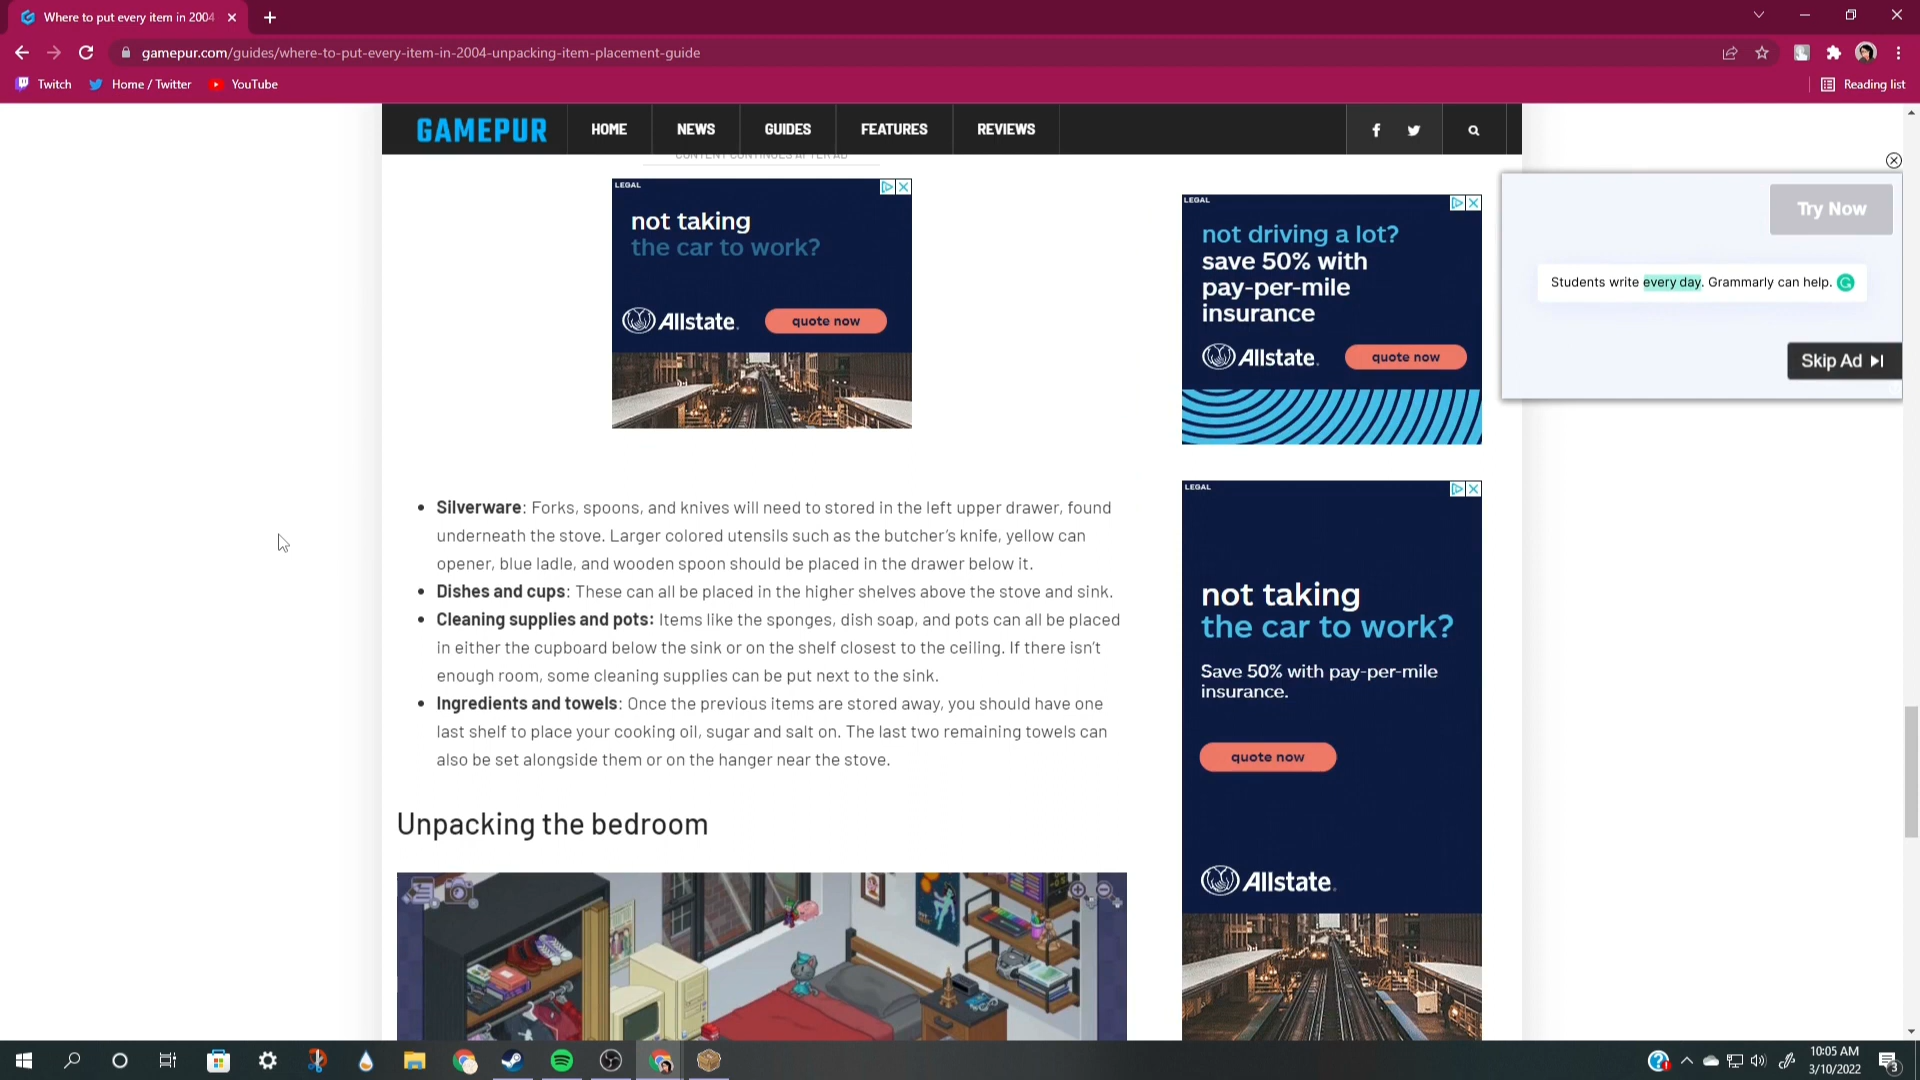 Where to put every item in 2004
gamepur.com/guides/where-to-put-every-item-in-2004-unpacking-item-placement-guide
Twitch
Home / Twitter
YouTube
Reading list
GAMEPUR
HOME
NEWS
GUIDES
FEATURES
REVIEWS
CONTENT CONTINUES AFTER AD
LEGAL
not taking
the car to work?
Allstate.
quote now
LEGAL
not driving a lot?
save 50% with
pay-per-mile
insurance
Allstate.
quote now
Try Now
Students write every day. Grammarly can help.
Skip Ad
• Silverware: Forks, spoons, and knives will need to stored in the left upper drawer, found
underneath the stove. Larger colored utensils such as the butcher's knife, yellow can
opener, blue ladle, and wooden spoon should be placed in the drawer below it.
• Dishes and cups: These can all be placed in the higher shelves above the stove and sink.
• Cleaning supplies and pots: Items like the sponges, dish soap, and pots can all be placed
in either the cupboard below the sink or on the shelf closest to the ceiling. If there isn't
enough room, some cleaning supplies can be put next to the sink.
• Ingredients and towels: Once the previous items are stored away, you should have one
last shelf to place your cooking oil, sugar and salt on. The last two remaining towels can
also be set alongside them or on the hanger near the stove.
Unpacking the bedroom
LEGAL
not taking
the car to work?
Save 50% with pay-per-mile
insurance.
quote now
Allstate.
10:05 AM
3/10/2022
3